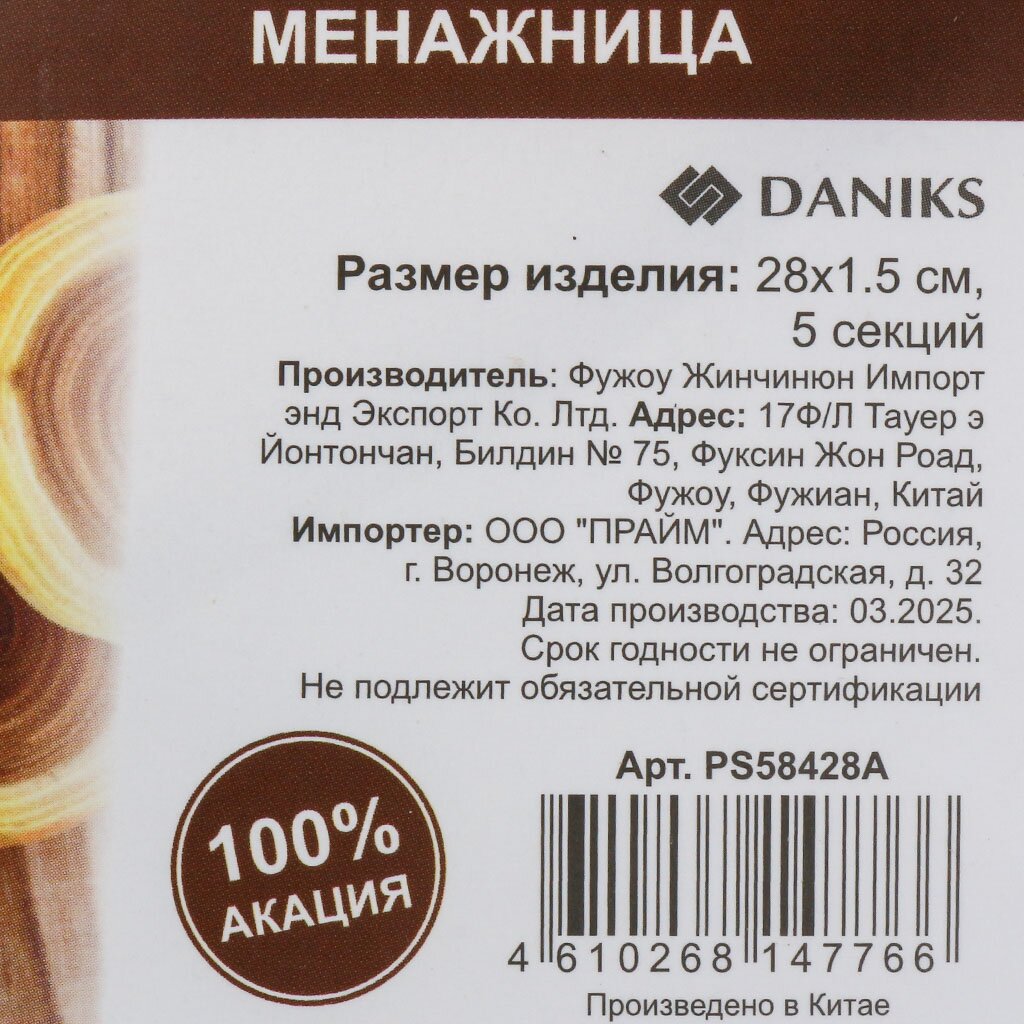 МЕНАЖНИЦА
DANIKS
Размер изделия: 28х1.5 см,
5 секций
Производитель: Фужоу Жинчинюн Импорт
энд Экспорт Ко. Лтд. Адрес: 17Ф/Л Тауер э
Йонтончан, Билдин № 75, Фуксин Жон Роад,
Фужоу, Фужиан, Китай
Импортер: ООО "ПРАЙМ". Адрес: Россия,
г. Воронеж, ул. Волгоградская, д. 32
Дата производства: 03.2025.
Срок годности не ограничен.
Не подлежит обязательной сертификации
100%
АКАЦИЯ
Арт. PS58428A
4 610268 147766
Произведено в Китае